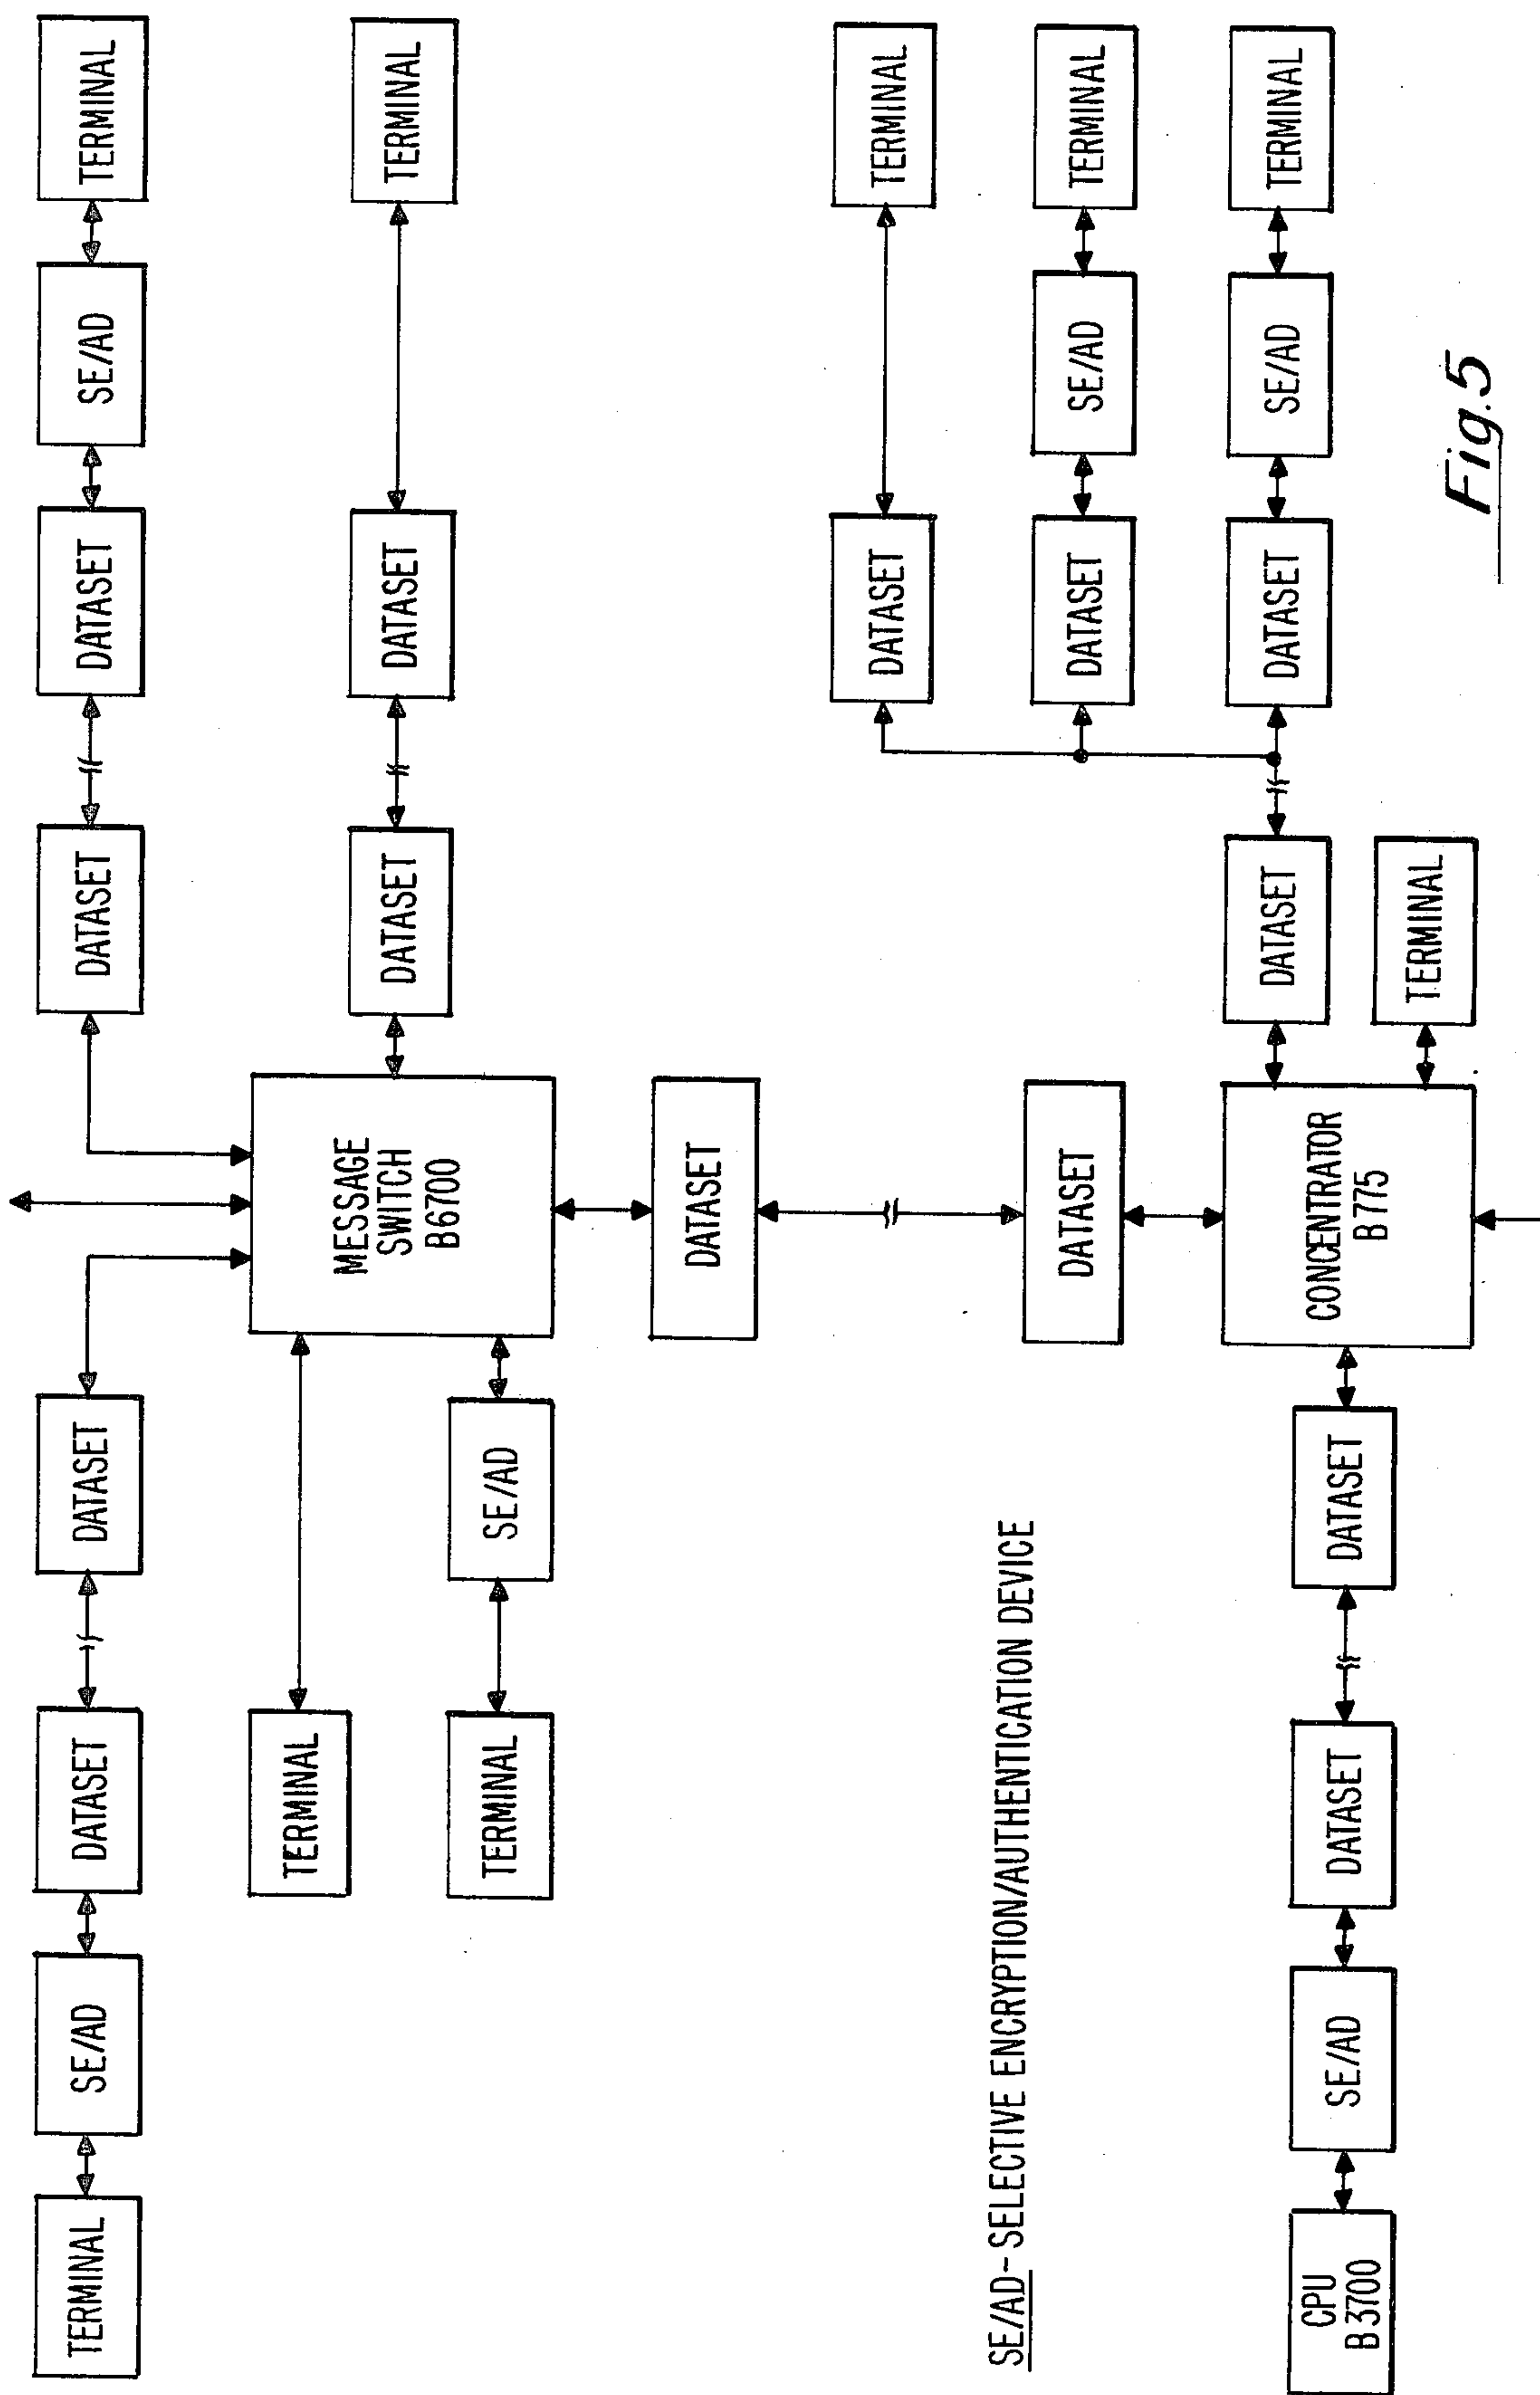 TERMINAL
SE/AD
DATASET
DATASET
DATASET
DATASET
SE/AD
TERMINAL
TERMINAL
MESSAGE
SWITCH
B6700
DATASET
DATASET
TERMINAL
TERMINAL
SE/AD
DATASET
DATASET
TERMINAL
SE/AD-SELECTIVE ENCRYPTION/AUTHENTICATION DEVICE
DATASET
DATASET
SE/AD
TERMINAL
CPU
B3700
SE/AD
DATASET
DATASET
CONCENTRATOR
B775
DATASET
DATASET
SE/AD
TERMINAL
TERMINAL
Fig.5